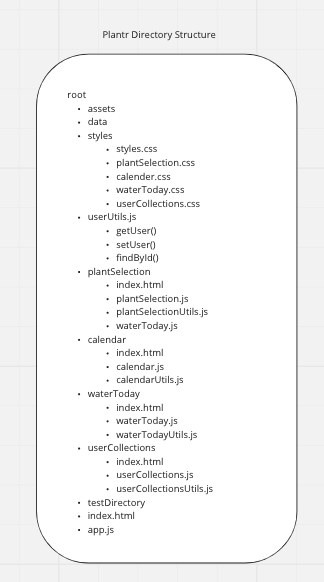 Plantr Directory Structure
root
• assets
• data
• styles
• styles.css
• plantSelection.css
• calender.css
• waterToday.css
• userCollections.css
• userUtils.js
• getUser()
• setUser()
• findById()
• plantSelection
• index.html
• plantSelection.js
• plantSelectionUtils.js
• waterToday.js
• calendar
• index.html
• calendar.js
• calendarUtils.js
• waterToday
• index.html
• waterToday.js
• waterTodayUtils.js
• userCollections
• index.html
• userCollections.js
• userCollectionsUtils.js
• testDirectory
• index.html
• app.js